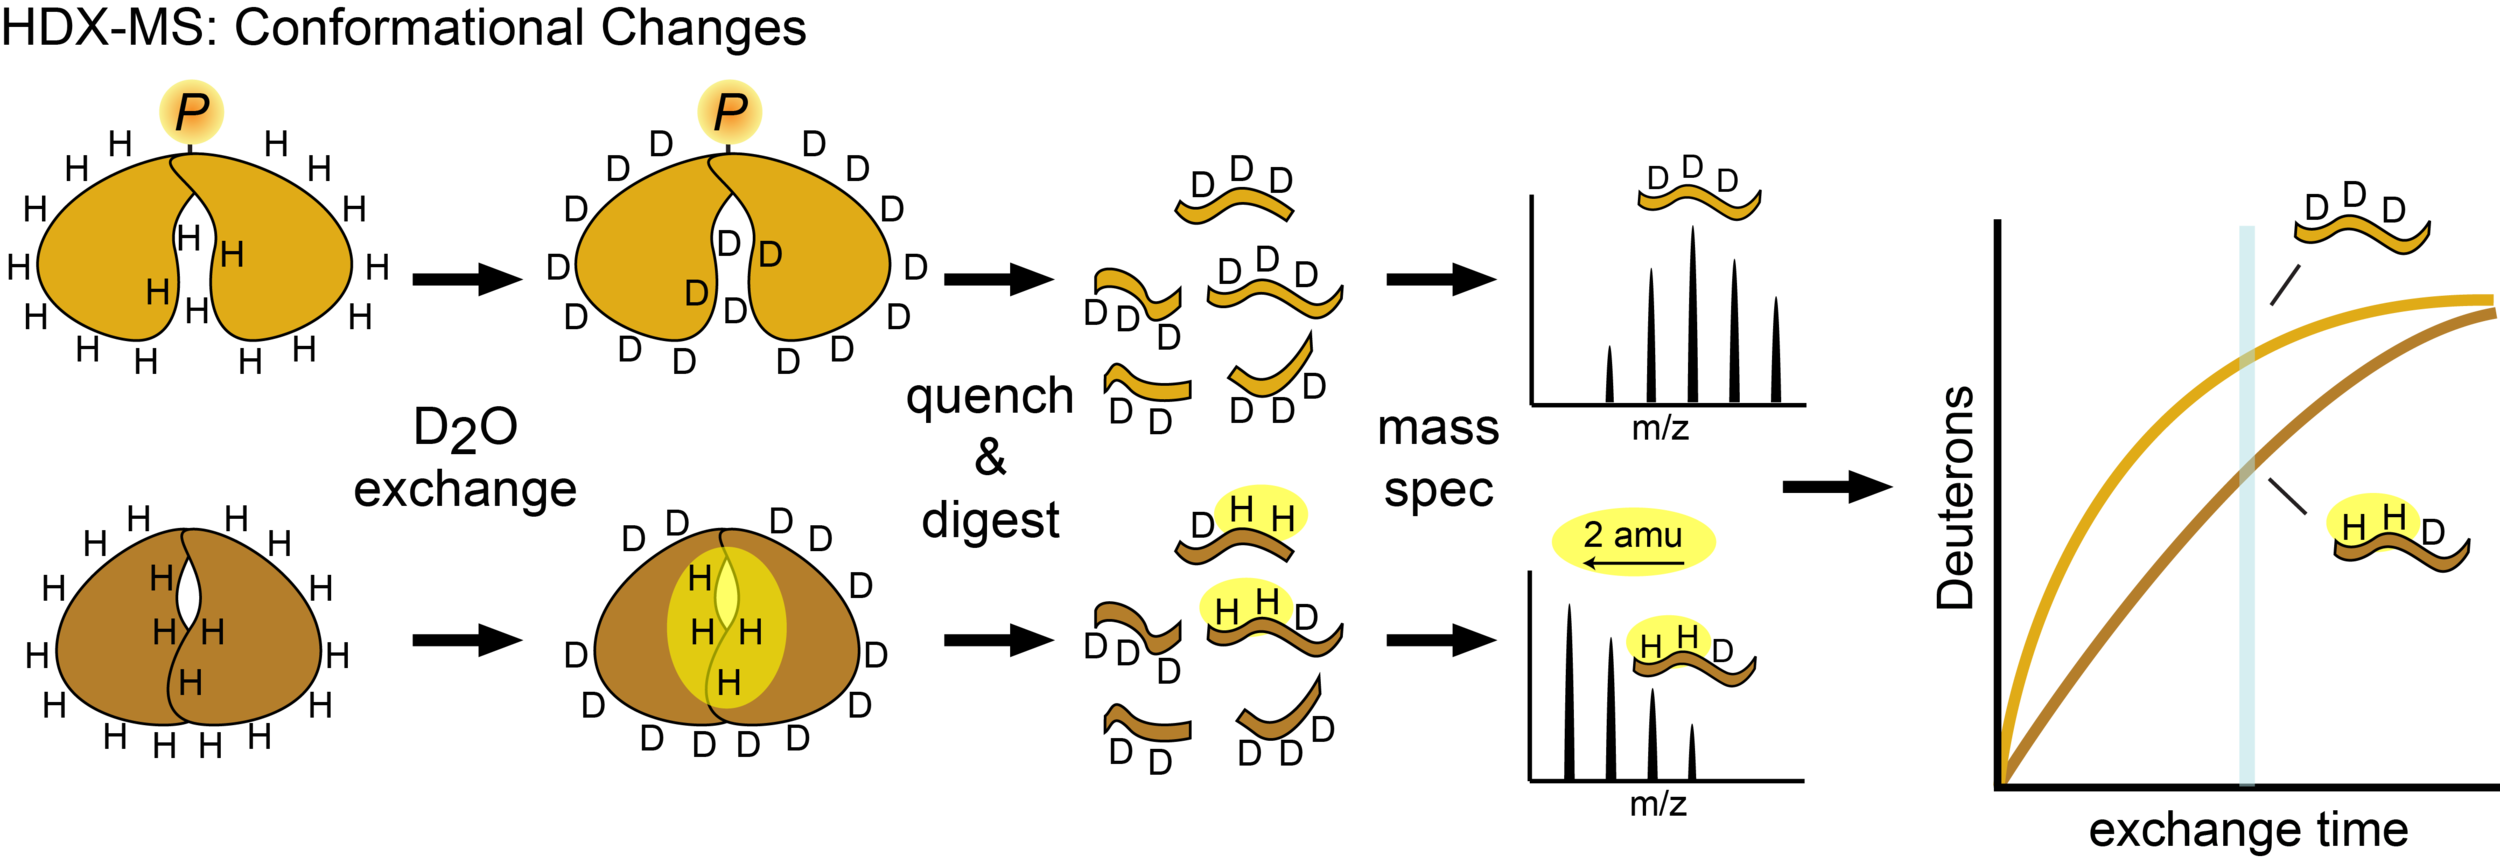 HDX-MS: Conformational Changes
P
H H
H H
H H
H H
H H
H H
H H
H H
H H
P
D D
D D
D D
D D
D D
D D
D D
D D
D D
D2O
exchange
H H
H H
H H H
H H
H H
H
H H
H H H H
D D
D D
H D
H H
D D
H
D D
D D D D
quench
&
digest
D D D
D D D
D D D
D D
D D D
D H H
H H D
D D D
D D
D D D
mass
spec
D D D
m/z
2 amu
H H D
m/z
Deuterons
D D D
H H D
exchange time